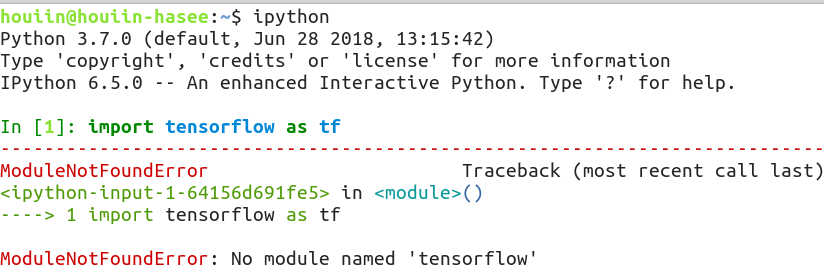 houiin@houiin-hasee:~$ ipython
Python 3.7.0 (default, Jun 28 2018, 13:15:42)
Type 'copyright', 'credits' or 'license' for more information
IPython 6.5.0 -- An enhanced Interactive Python. Type '?' for help.
In [1]: import tensorflow as tf
---------------------------------------------------------------------------
ModuleNotFoundError                       Traceback (most recent call last)
<ipython-input-1-64156d691fe5> in <module>()
----> 1 import tensorflow as tf
ModuleNotFoundError: No module named 'tensorflow'